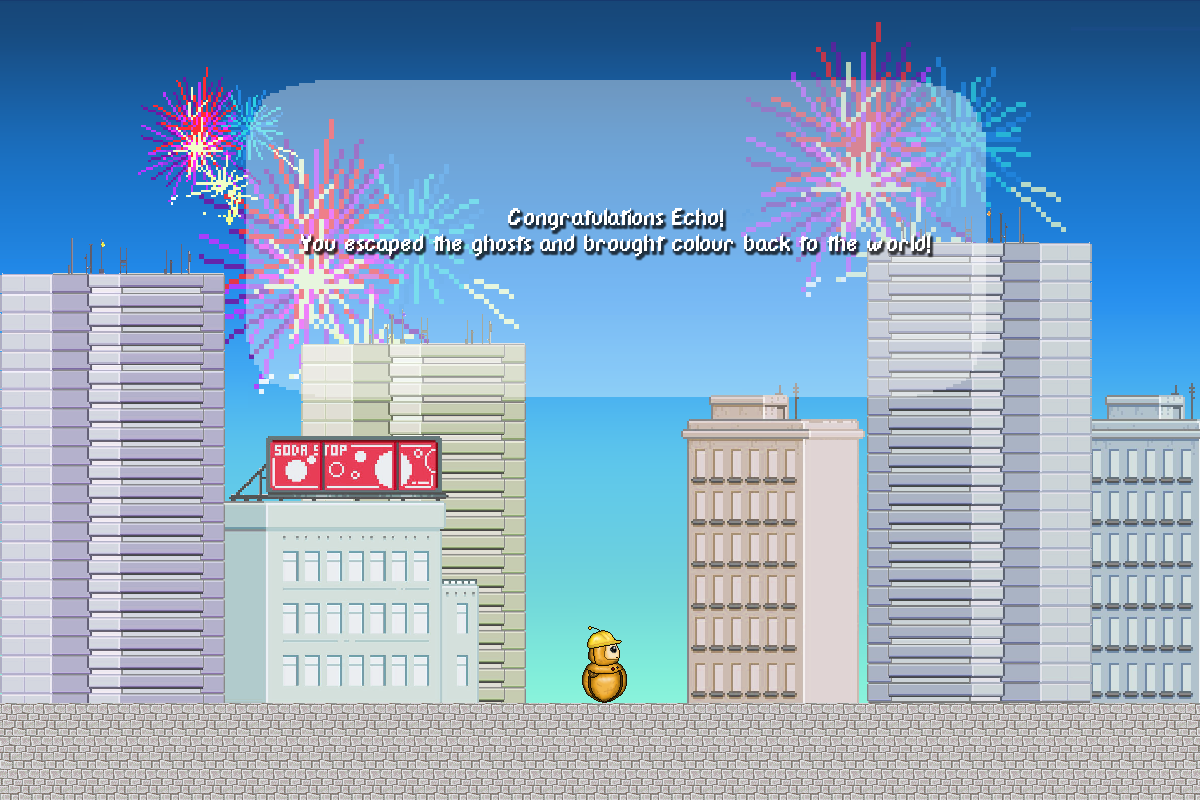 Congratulations Echo!
You escaped the ghosts and brought colour back to the world!
SODA STOP